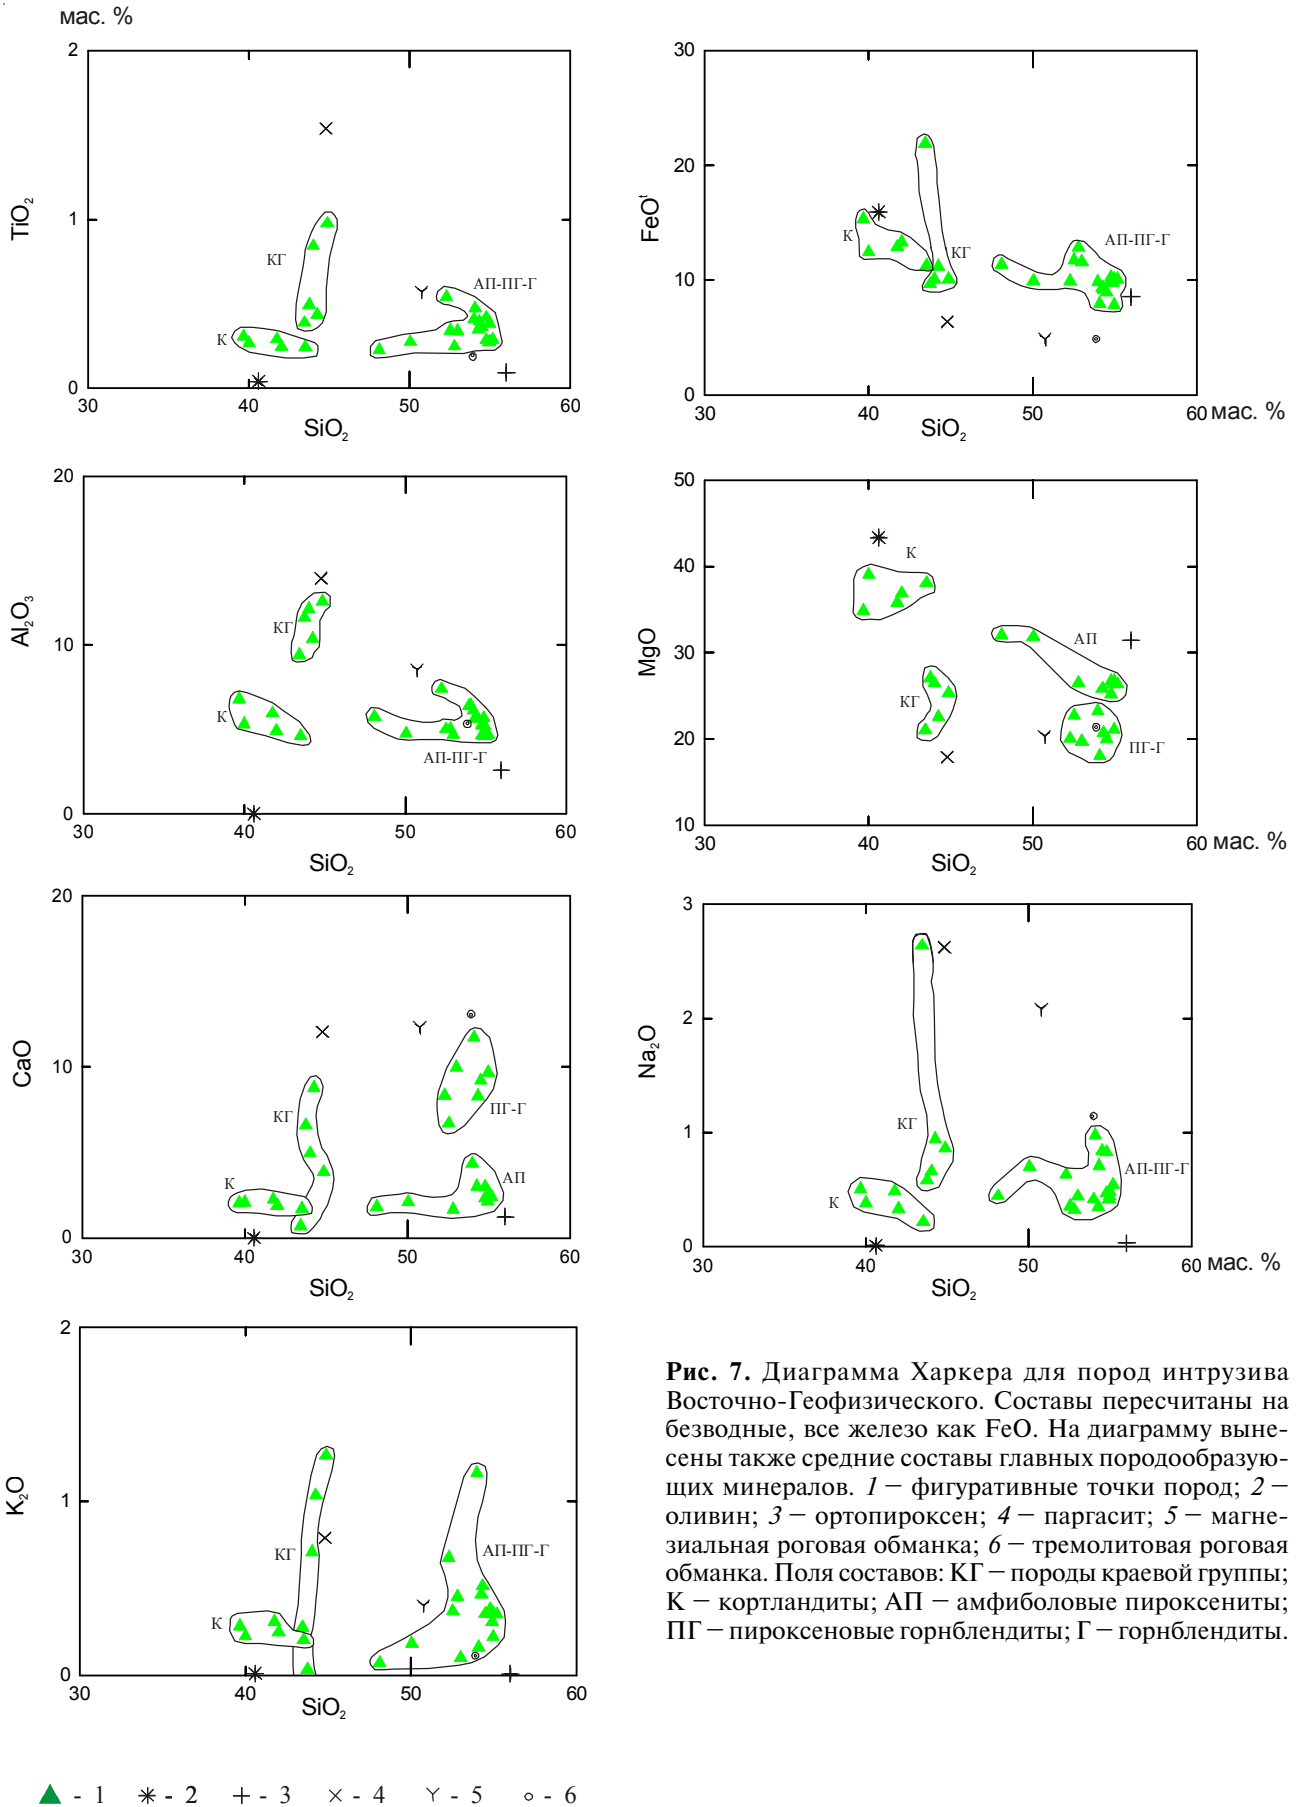 мас. %
2
1
0
TiO₂
КГ
К
АП-ПГ-Г
30 40 50 60
SiO₂
30
20
10
0
FeOᵗ
К
КГ
АП-ПГ-Г
30 40 50 60 мас. %
SiO₂
20
10
0
Al₂O₃
КГ
К
АП-ПГ-Г
30 40 50 60
SiO₂
50
40
30
20
10
MgO
К
АП
КГ
ПГ-Г
30 40 50 60 мас. %
SiO₂
20
10
0
CaO
КГ
ПГ-Г
К
АП
30 40 50 60
SiO₂
3
2
1
0
Na₂O
КГ
АП-ПГ-Г
К
30 40 50 60 мас. %
SiO₂
2
1
0
K₂O
КГ
АП-ПГ-Г
К
30 40 50 60
SiO₂
Рис. 7. Диаграмма Харкера для пород интрузива
Восточно-Геофизического. Составы пересчитаны на
безводные, все железо как FeO. На диаграмму выне-
сены также средние составы главных породообразую-
щих минералов. 1 – фигуративные точки пород; 2 –
оливин; 3 – ортопироксен; 4 – паргасит; 5 – магне-
зиальная роговая обманка; 6 – тремолитовая роговая
обманка. Поля составов: КГ – породы краевой группы;
К – кортландиты; АП – амфиболовые пироксениты;
ПГ – пироксеновые горнблендиты; Г – горнблендиты.
- 1 - 2 - 3 - 4 - 5 - 6